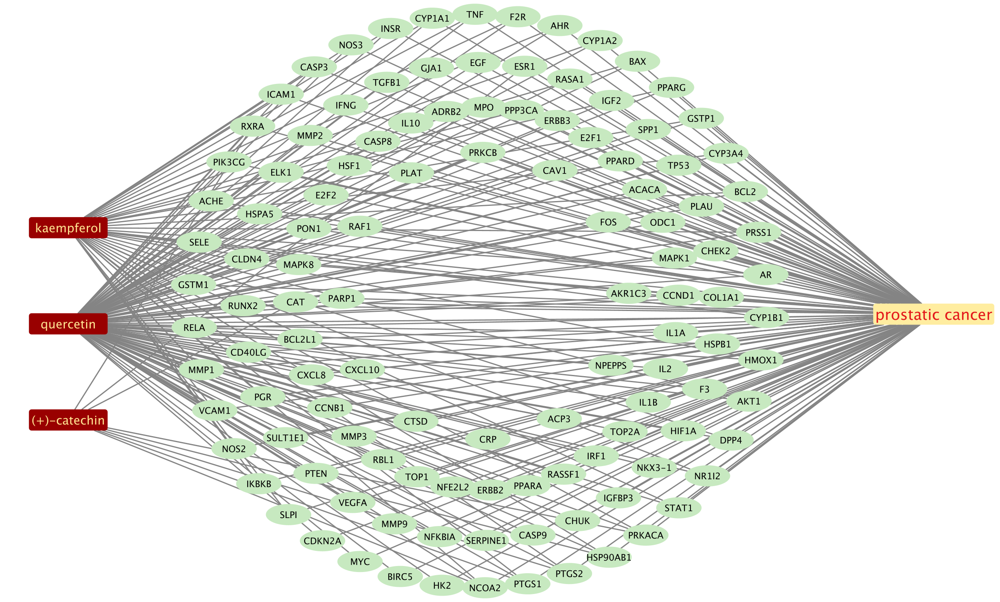 TNF
F2R
CYP1A1
AHR
INSR
CYP1A2
NOS3
BAX
EGF
ESR1
CASP3
GJA1
RASA1
TGFB1
PPARG
ICAM1
IGF2
IFNG
MPO
PPP3CA
ADRB2
GSTP1
ERBB3
IL10
RXRA
SPP1
MMP2
E2F1
CASP8
PRKCB
CYP3A4
PPARD
PIK3CG
HSF1
TP53
CAV1
ELK1
PLAT
ACACA
BCL2
E2F2
ACHE
PLAU
HSPA5
FOS
ODC1
RAF1
kaempferol
PON1
PRSS1
SELE
CHEK2
MAPK1
CLDN4
MAPK8
AR
GSTM1
AKR1C3
CCND1
COL1A1
PARP1
CAT
RUNX2
prostatic cancer
CYP1B1
quercetin
RELA
IL1A
BCL2L1
HSPB1
CD40LG
HMOX1
NPEPPS
IL2
MMP1
CXCL10
CXCL8
F3
PGR
AKT1
IL1B
CCNB1
VCAM1
ACP3
(+)-catechin
CTSD
HIF1A
TOP2A
MMP3
SULT1E1
CRP
DPP4
NOS2
IRF1
RBL1
NKX3-1
PTEN
RASSF1
NR1I2
TOP1
IKBKB
PPARA
NFE2L2
ERBB2
IGFBP3
VEGFA
STAT1
SLPI
CHUK
MMP9
CASP9
PRKACA
NFKBIA
SERPINE1
CDKN2A
HSP90AB1
MYC
PTGS2
BIRC5
PTGS1
HK2
NCOA2